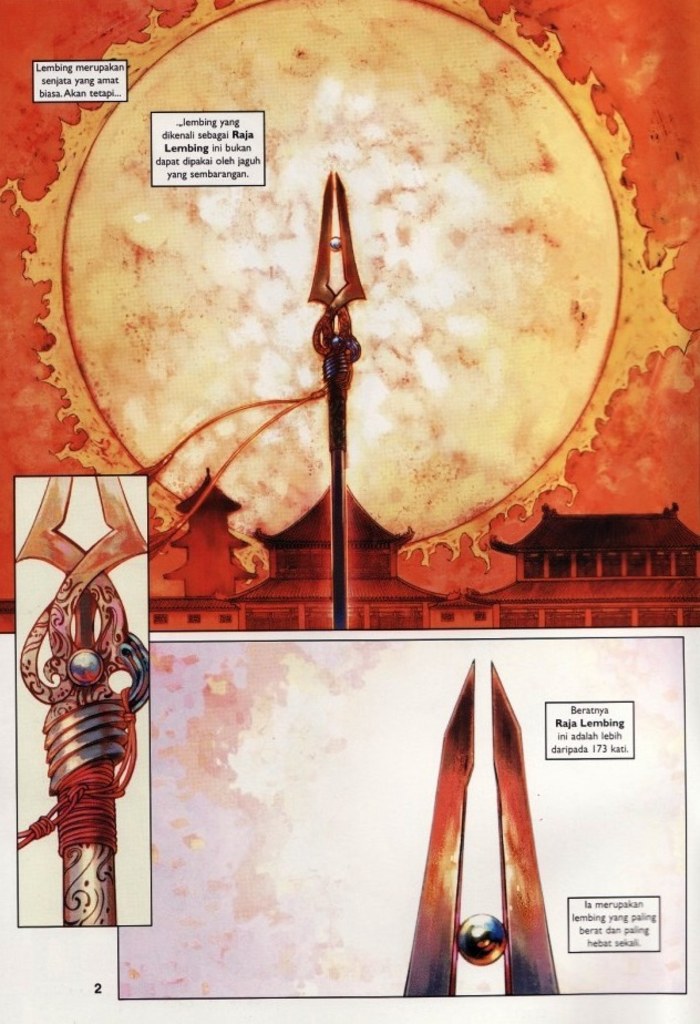 Lembing merupakan
senjata yang amat
biasa. Akan tetapi...
...lembing yang
dikenali sebagai Raja
Lembing ini bukan
dapat dipakai oleh jaguh
yang sembarangan.
Beratnya
Raja Lembing
ini adalah lebih
daripada 173 kati.
Ia merupakan
lembing yang paling
berat dan paling
hebat sekali.
2